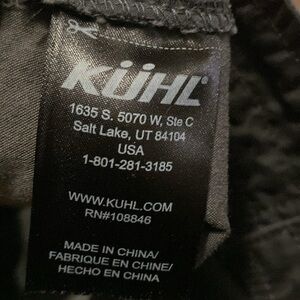 KÜHL
1635 S. 5070 W, Ste C
Salt Lake, UT 84104
USA
1-801-281-3185
WWW.KUHL.COM
RN#108846
MADE IN CHINA/
FABRIQUE EN CHINE/
HECHO EN CHINA